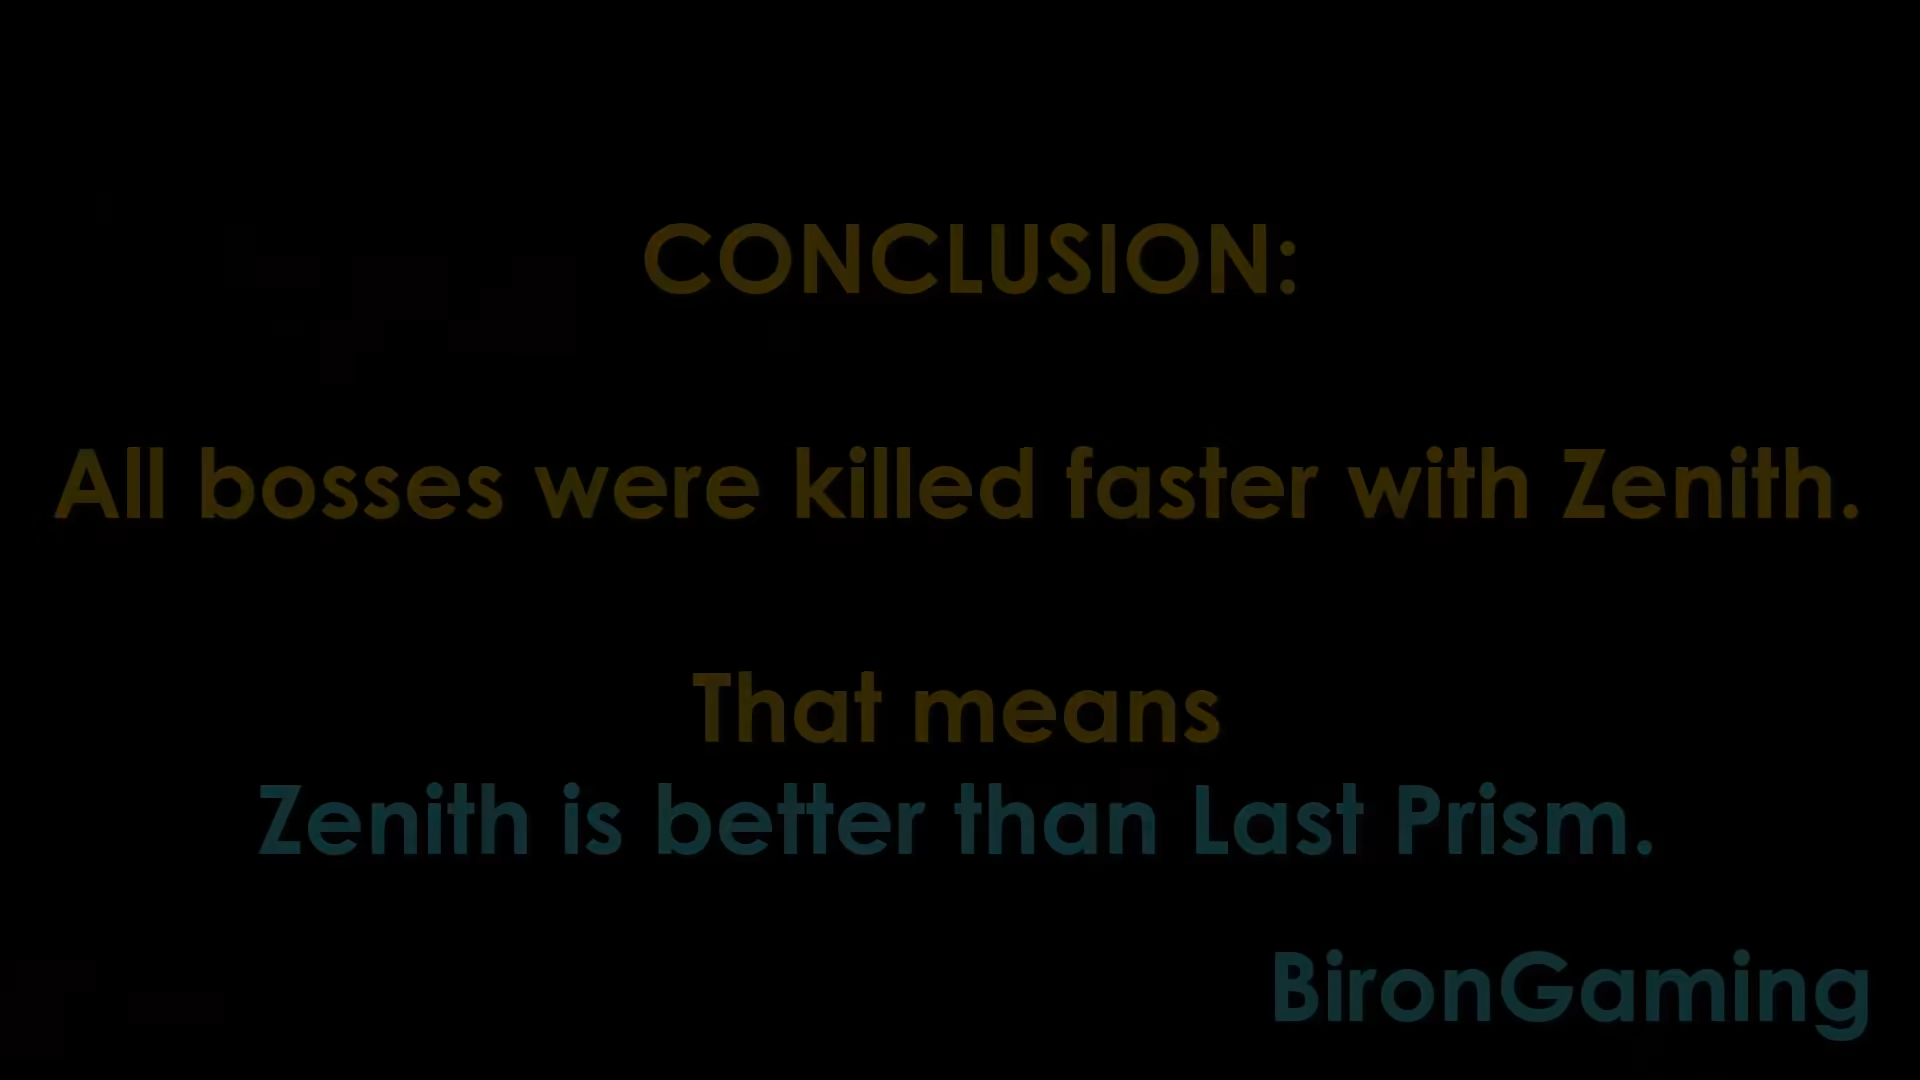 CONCLUSION:
All bosses were killed faster with Zenith.
That means
Zenith is better than Last Prism.
BironGaming